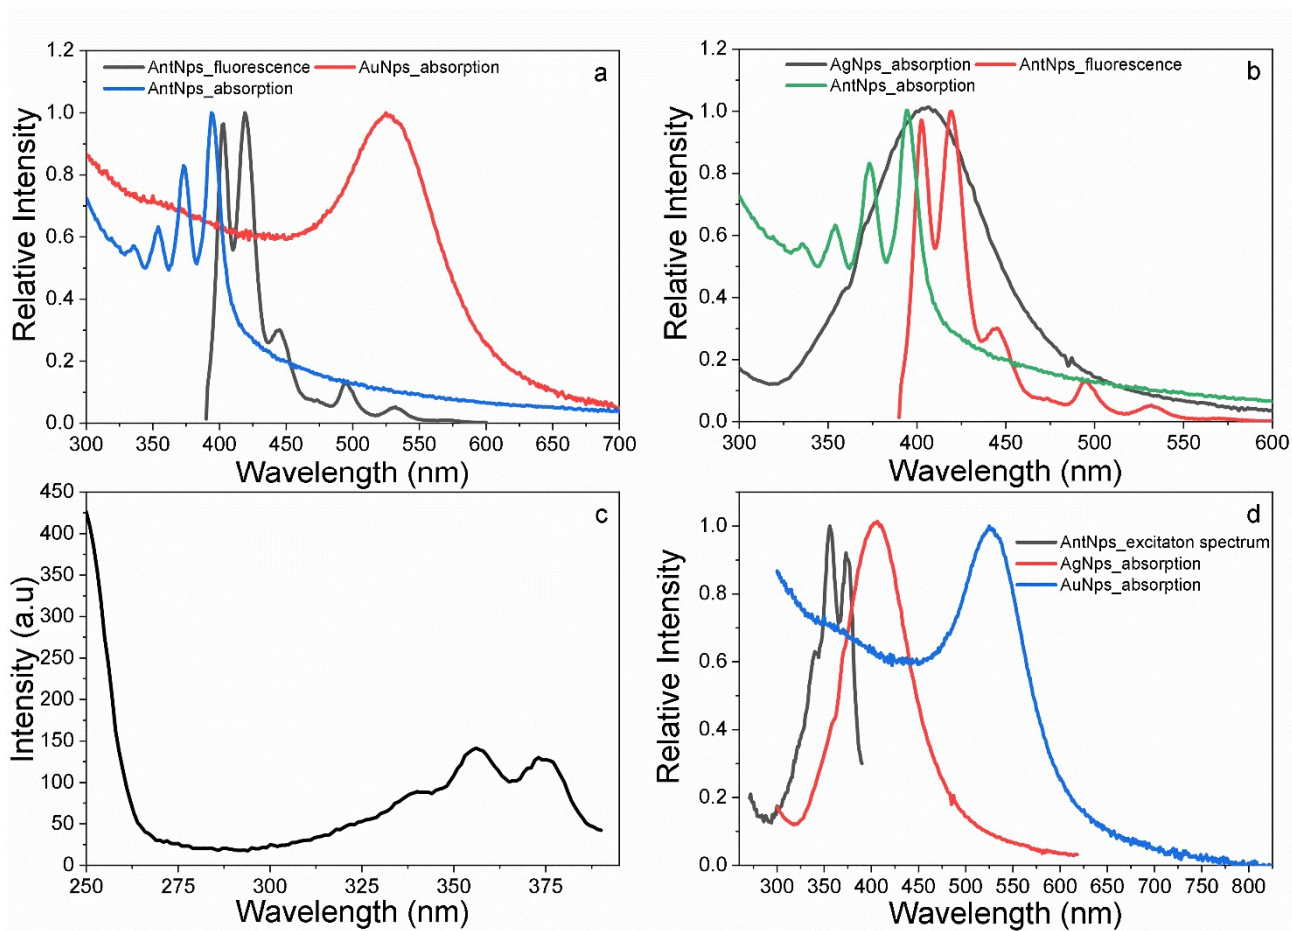 AntNps_fluorescence AuNps_absorption
AntNps_absorption
a
1.2
1.0
0.8
0.6
0.4
0.2
0.0
Relative Intensity
300 350 400 450 500 550 600 650 700
Wavelength (nm)
AgNps_absorption AntNps_fluorescence
AntNps_absorption
b
1.2
1.0
0.8
0.6
0.4
0.2
0.0
Relative Intensity
300 350 400 450 500 550 600
Wavelength (nm)
c
450
400
350
300
250
200
150
100
50
0
Intensity (a.u)
250 275 300 325 350 375
Wavelength (nm)
d
AntNps_excitaton spectrum
AgNps_absorption
AuNps_absorption
1.0
0.8
0.6
0.4
0.2
0.0
Relative Intensity
300 350 400 450 500 550 600 650 700 750 800
Wavelength (nm)